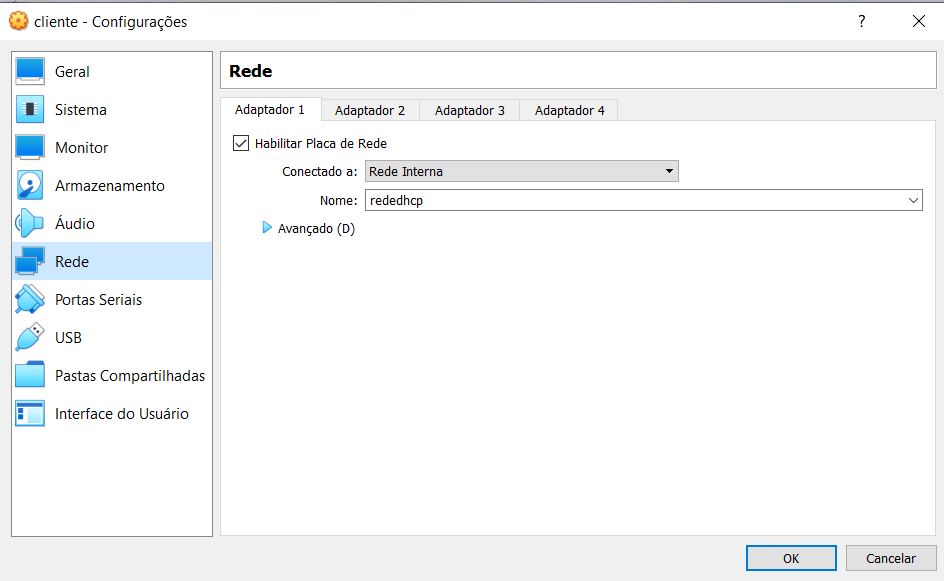 cliente - Configurações
?
Geral
Sistema
Monitor
Armazenamento
Áudio
Rede
Portas Seriais
USB
Pastas Compartilhadas
Interface do Usuário
Rede
Adaptador 1 Adaptador 2 Adaptador 3 Adaptador 4
Habilitar Placa de Rede
Conectado a: Rede Interna
Nome: rededhcp
Avançado (D)
OK Cancelar